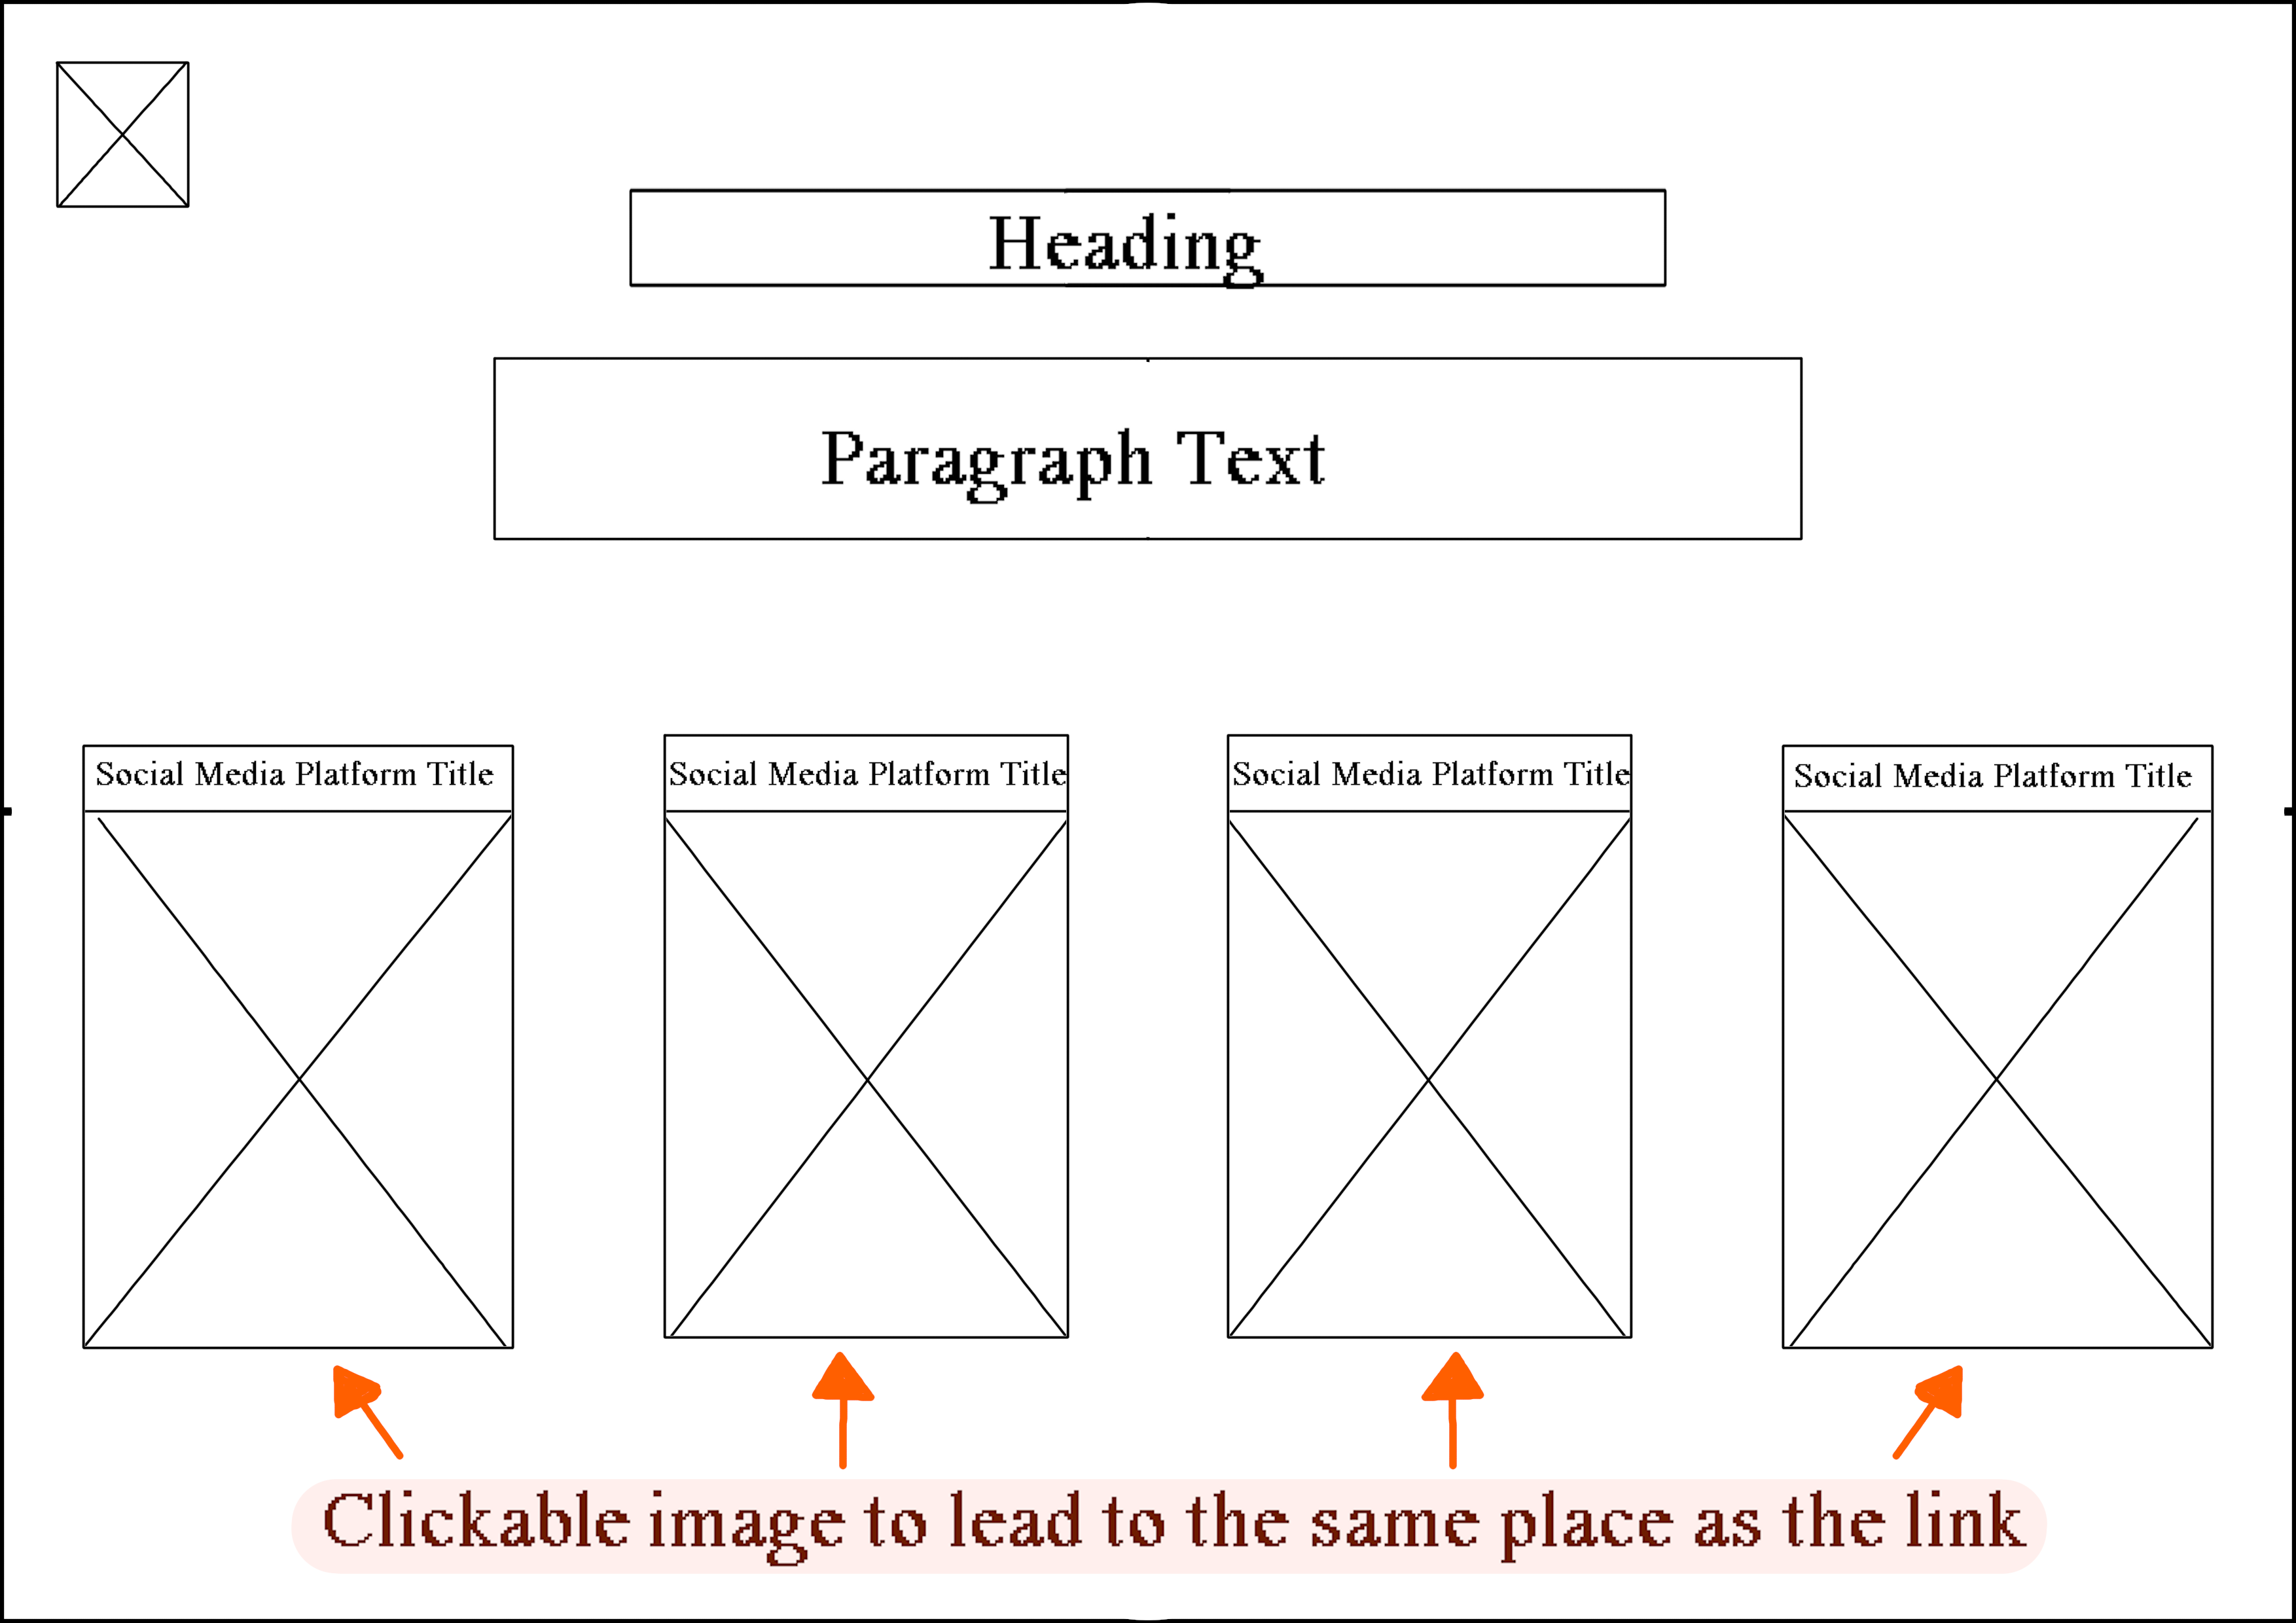 Heading
Paragraph Text
Social Media Platform Title
Social Media Platform Title
Social Media Platform Title
Social Media Platform Title
Clickable image to lead to the same place as the link